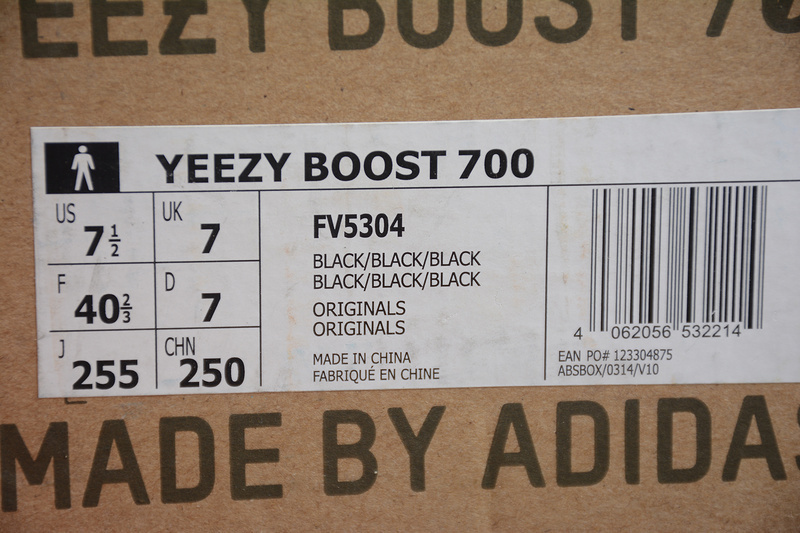 YEEZY BOOST 700
YEEZY BOOST 700
US 7 1/2
UK 7
F 40 2/3
D 7
J 255
CHN 250
FV5304
BLACK/BLACK/BLACK
BLACK/BLACK/BLACK
ORIGINALS
ORIGINALS
MADE IN CHINA
FABRIQUÉ EN CHINE
4 062056 532214
EAN PO# 123304875
ABSBOX/0314/V10
MADE BY ADIDAS